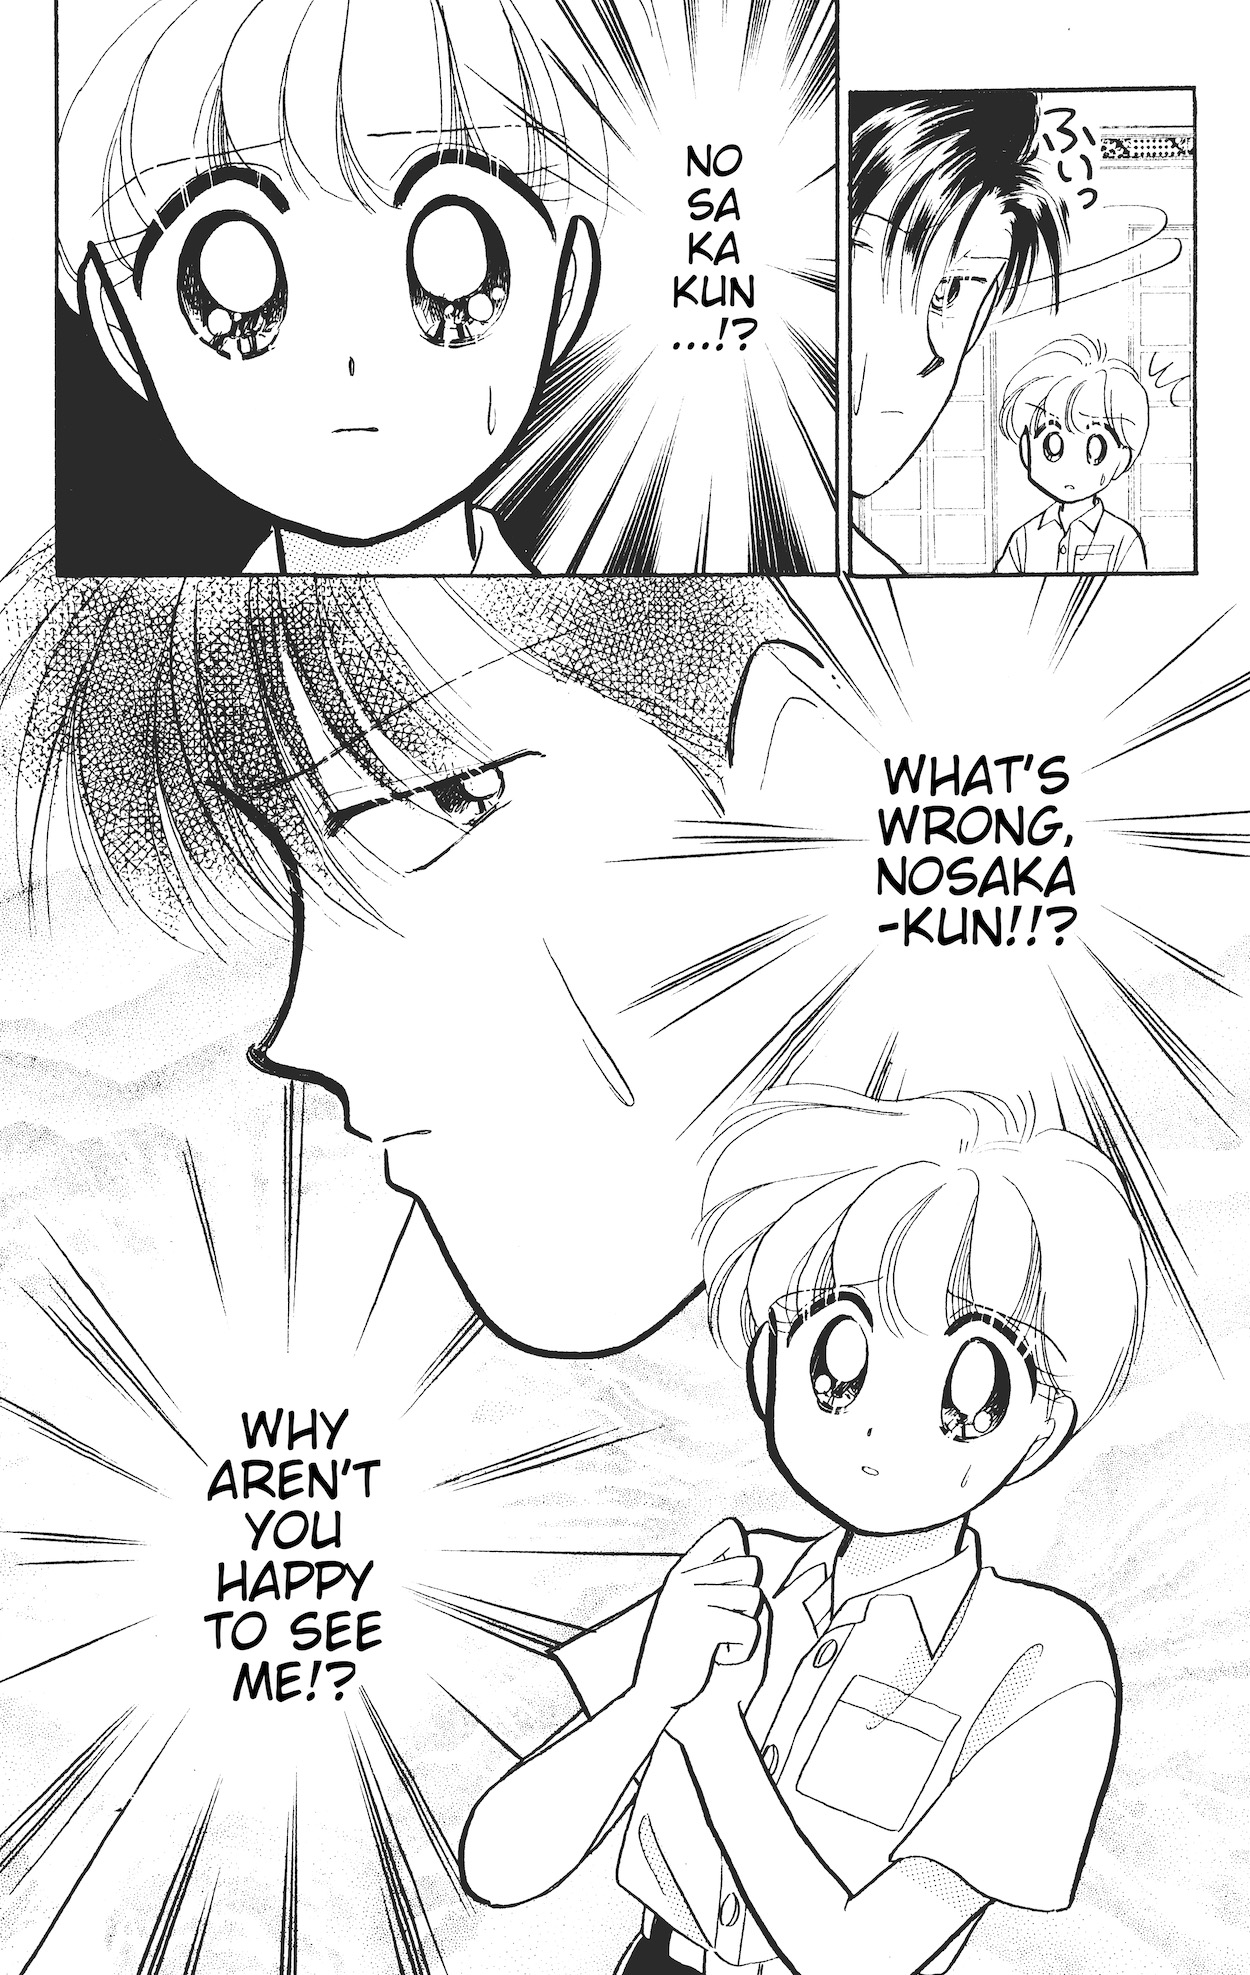 ふいっ
NO
SA
KA
KUN
...!?
WHAT'S
WRONG,
NOSAKA
-KUN!!?
WHY
AREN'T
YOU
HAPPY
TO SEE
ME!?